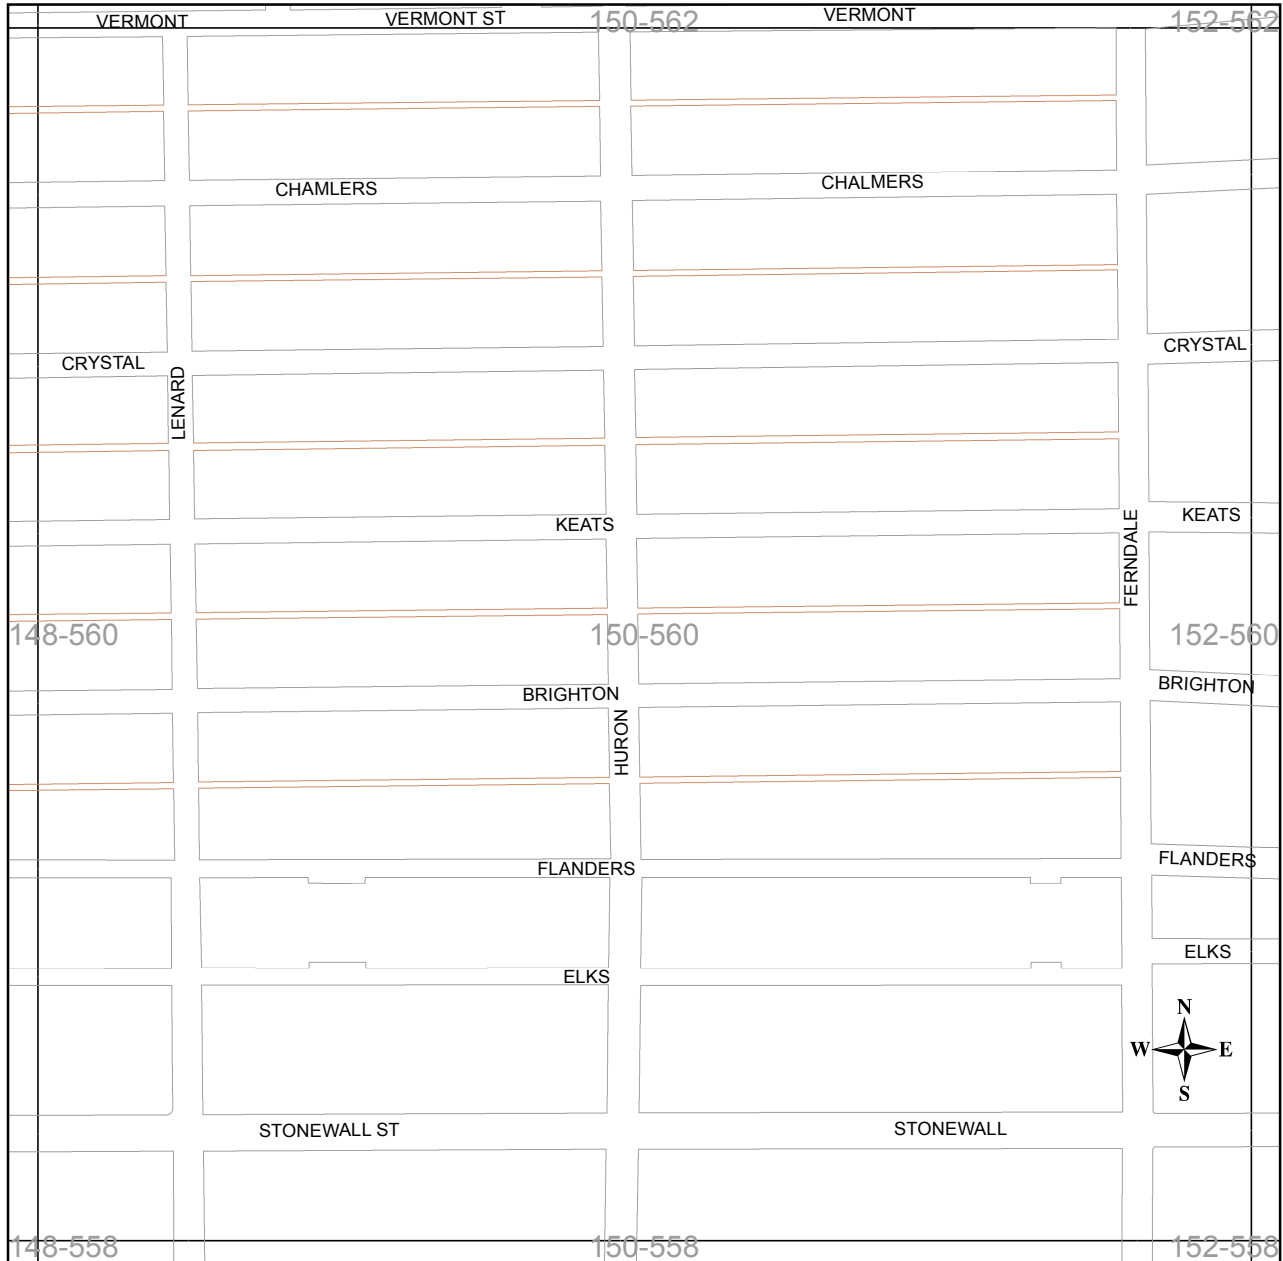 VERMONT VERMONT ST 150-562 VERMONT 152-562
CHAMLERS CHALMERS
CRYSTAL CRYSTAL
LENARD
KEATS KEATS
FERNDALE
148-560 150-560 152-560
BRIGHTON BRIGHTON
HURON
FLANDERS FLANDERS
ELKS ELKS
N
W E
S
STONEWALL ST STONEWALL
148-558 150-558 152-558